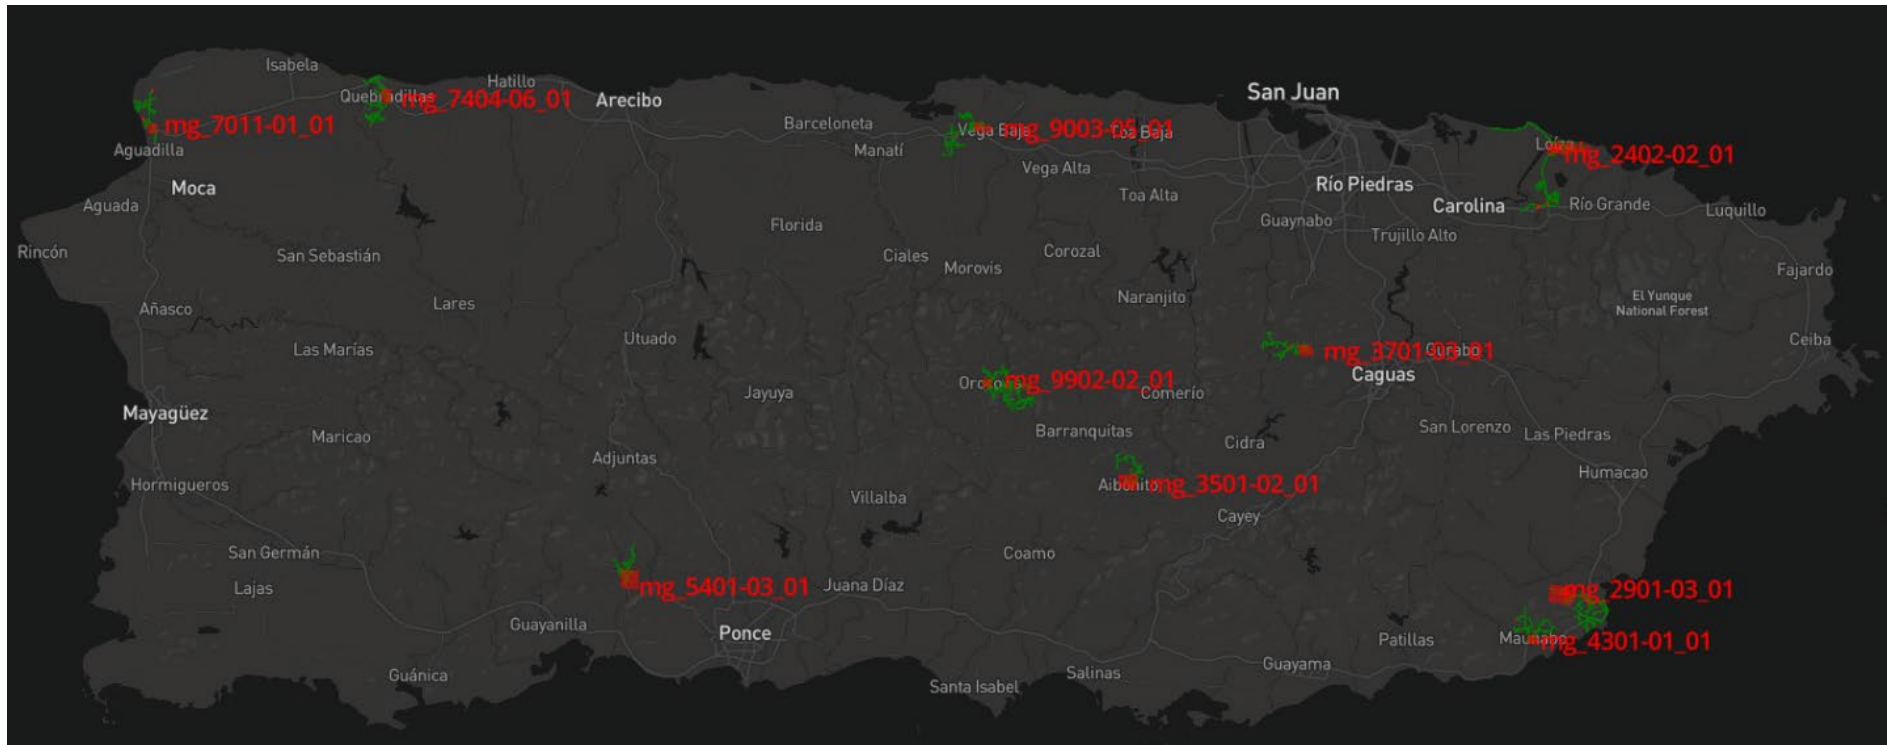 Isabela
Hatillo
San Juan
Quebradillas
mg_7404-06_01
Arecibo
mg_7011-01_01
Barceloneta
Vega Baja
mg_9003-05_01
Toa Baja
Aguadilla
Manatí
Loíza
mg_2402-02_01
Vega Alta
Moca
Río Piedras
Toa Alta
Aguada
Carolina
Río Grande
Luquillo
Florida
Guaynabo
Trujillo Alto
Rincón
San Sebastián
Ciales
Corozal
Morovis
Fajardo
Añasco
Lares
Naranjito
El Yunque
National Forest
Utuado
Ceiba
Las Marías
mg_3701-03_01
Gurabo
Caguas
mg_9902-02_01
Jayuya
Comerío
Mayagüez
Maricao
Barranquitas
Cidra
San Lorenzo
Las Piedras
Adjuntas
Humacao
Hormigueros
Aibonito
mg_3501-02_01
Villalba
Cayey
San Germán
Coamo
Lajas
mg_5401-03_01
Juana Díaz
mg_2901-03_01
Guayanilla
Ponce
Patillas
Maunabo
mg_4301-01_01
Guánica
Guayama
Salinas
Santa Isabel